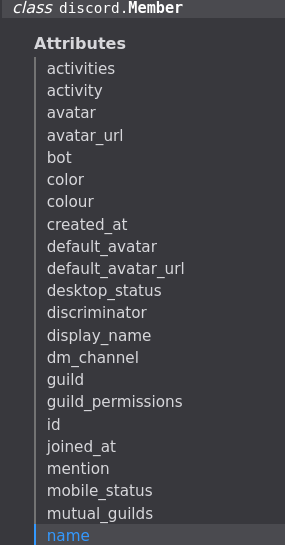 class discord.Member
Attributes
activities
activity
avatar
avatar_url
bot
color
colour
created_at
default_avatar
default_avatar_url
desktop_status
discriminator
display_name
dm_channel
guild
guild_permissions
id
joined_at
mention
mobile_status
mutual_guilds
name